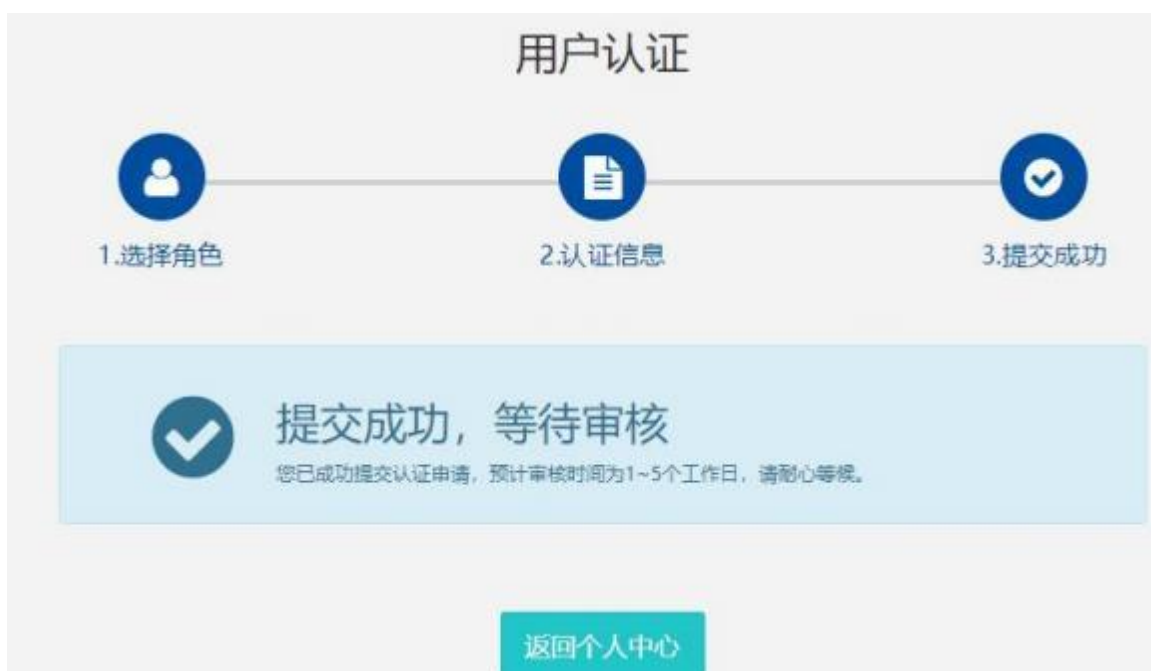 用户认证
1.选择角色
2.认证信息
3.提交成功
提交成功，等待审核
您已成功提交认证申请，预计审核时间为1~5个工作日，请耐心等候。
返回个人中心